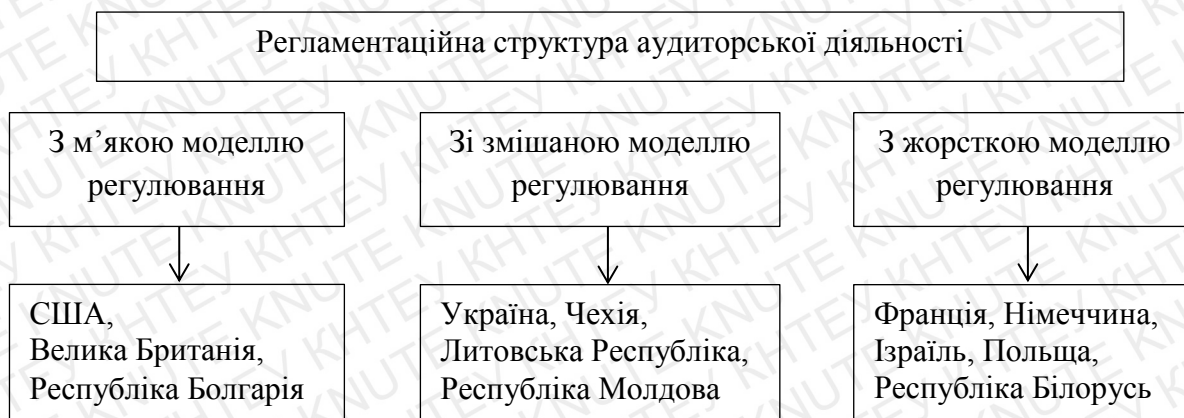 Регламентаційна структура аудиторської діяльності
З м’якою моделлю
регулювання
Зі змішаною моделлю
регулювання
З жорсткою моделлю
регулювання
США,
Велика Британія,
Республіка Болгарія
Україна, Чехія,
Литовська Республіка,
Республіка Молдова
Франція, Німеччина,
Ізраїль, Польща,
Республіка Білорусь